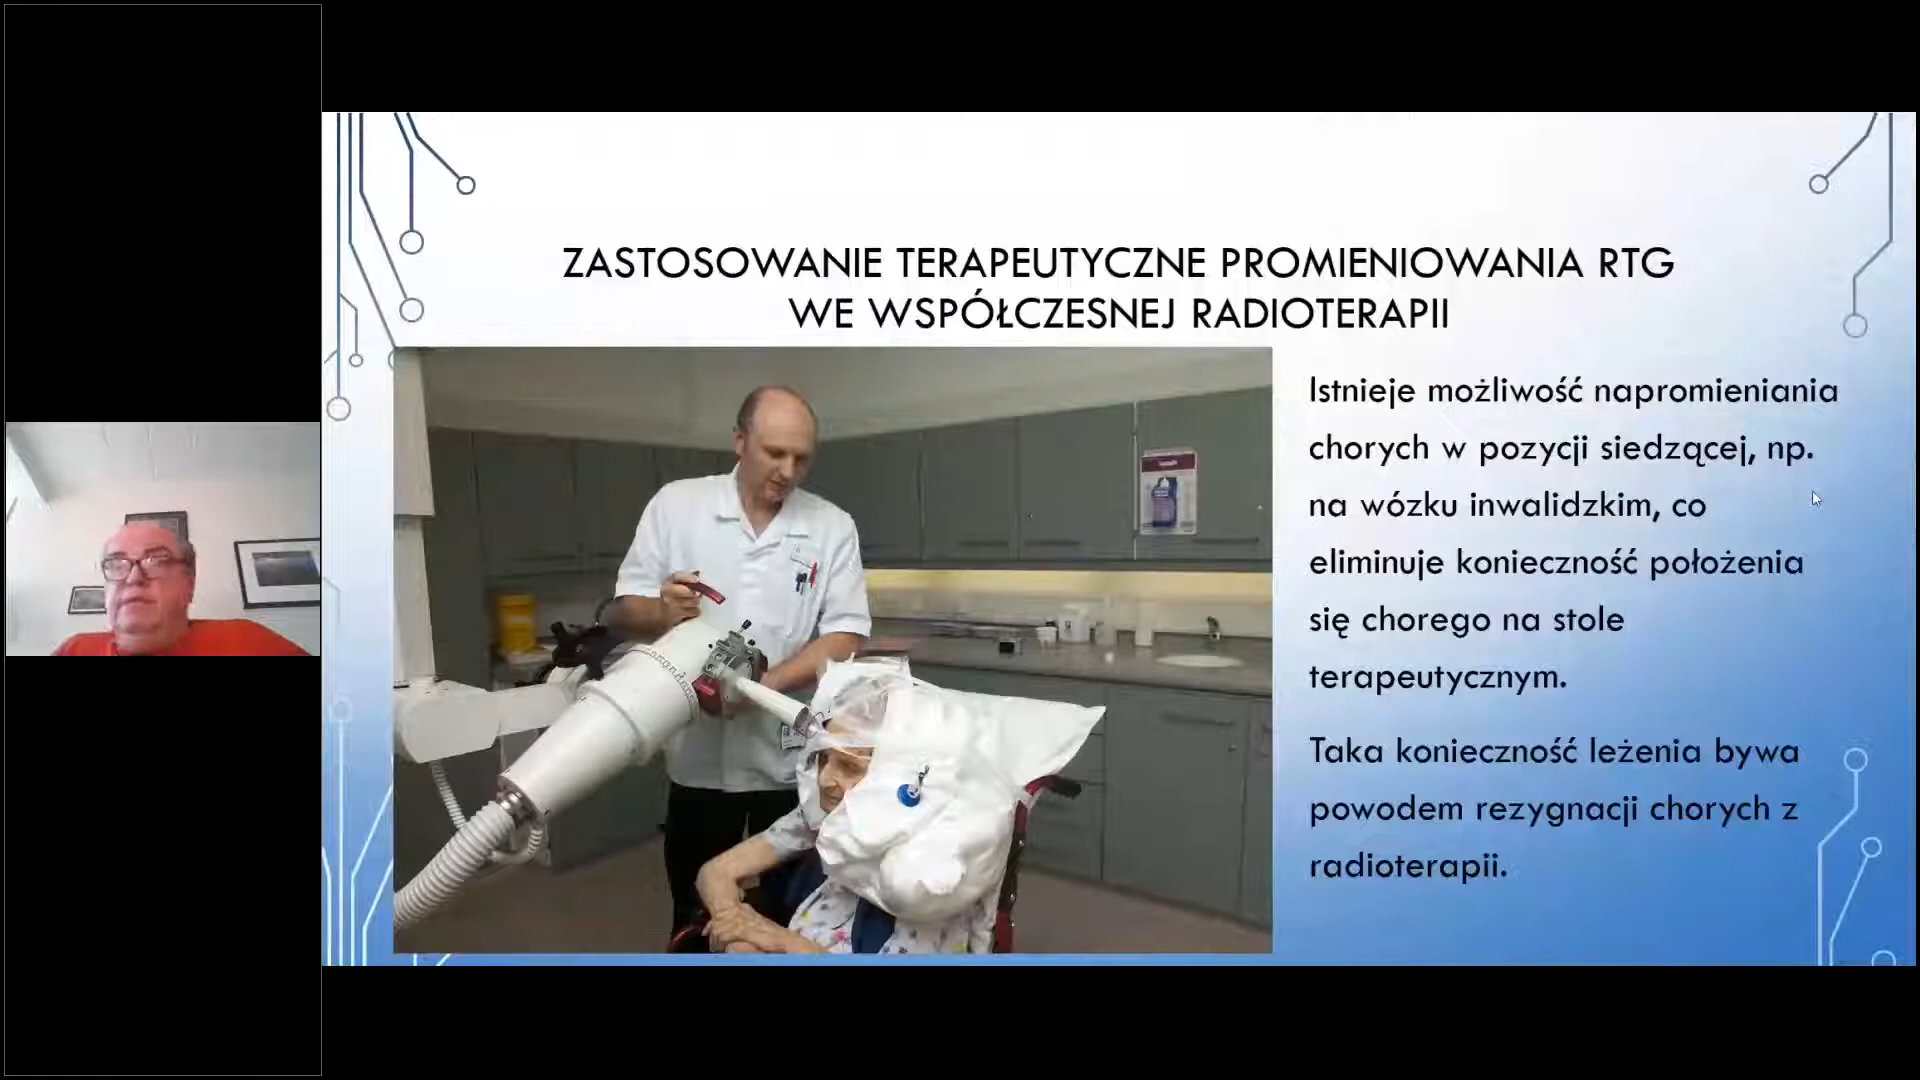 ZASTOSOWANIE TERAPEUTYCZNE PROMIENIOWANIA RTG
WE WSPÓŁCZESNEJ RADIOTERAPII
Istnieje możliwość napromieniania
chorych w pozycji siedzącej, np.
na wózku inwalidzkim, co
eliminuje konieczność położenia
się chorego na stole
terapeutycznym.
Taka konieczność leżenia bywa
powodem rezygnacji chorych z
radioterapii.